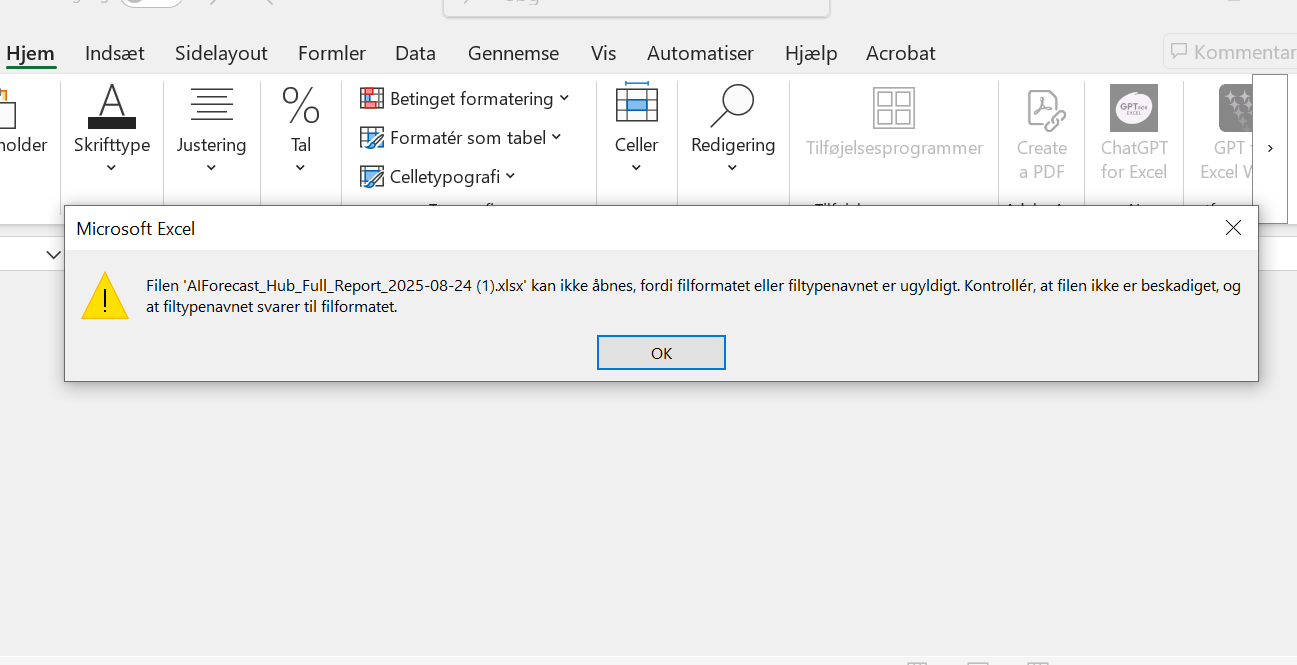 Hjem Indsæt Sidelayout Formler Data Gennemse Vis Automatiser Hjælp Acrobat Kommentar
Betinget formatering
Formatér som tabel
Celletypografi
holder Skrifttype Justering Tal Celler Redigering Tilføjelsesprogrammer Create ChatGPT GPT
a PDF for Excel Excel
GPT FOR
EXCEL
Microsoft Excel
Filen 'AIForecast_Hub_Full_Report_2025-08-24 (1).xlsx' kan ikke åbnes, fordi filformatet eller filtypenavnet er ugyldigt. Kontrollér, at filen ikke er beskadiget, og
at filtypenavnet svarer til filformatet.
OK